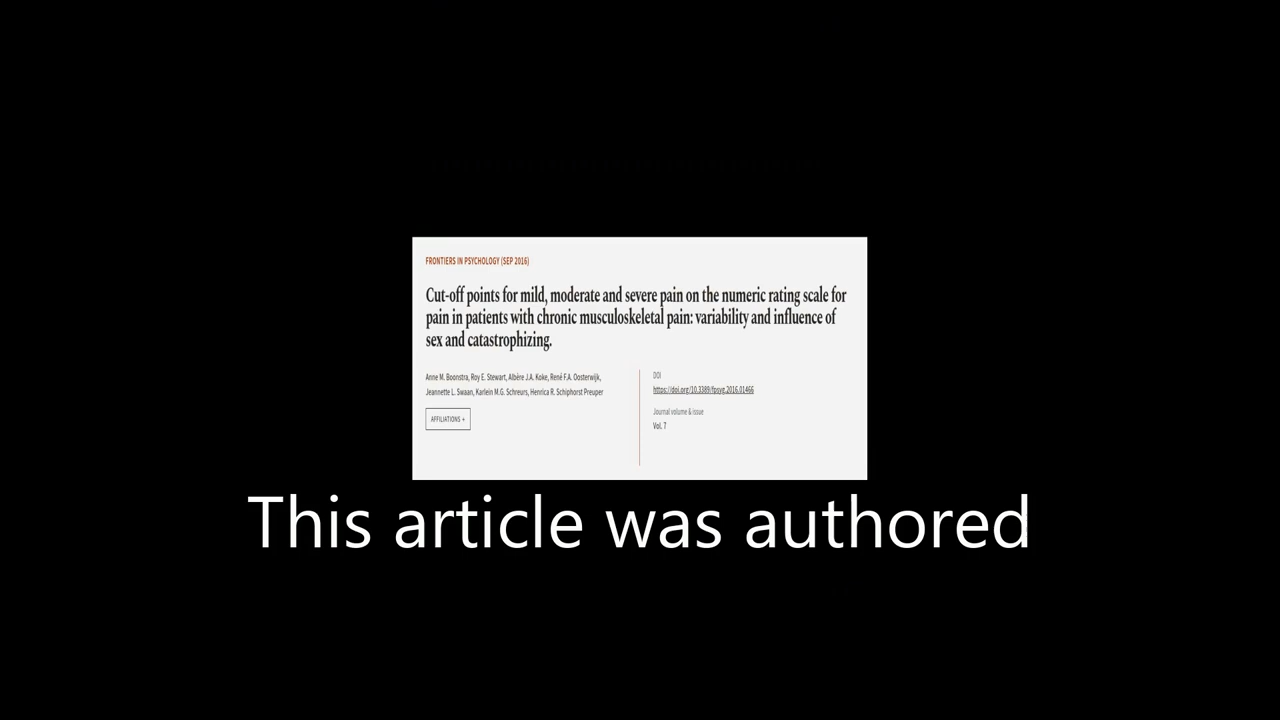 FRONTIERS IN PSYCHOLOGY (SEP 2016)
Cut-off points for mild, moderate and severe pain on the numeric rating scale for
pain in patients with chronic musculoskeletal pain: variability and influence of
sex and catastrophizing.
Anne M. Boonstra, Roy E. Stewart, Albère J.A. Koke, René F.A. Oosterwijk,
Jeannette L. Swaan, Karlein M.G. Schreurs, Henrica R. Schiphorst Preuper
AFFILIATIONS +
DOI
https://doi.org/10.3389/fpsyg.2016.01466
Journal volume & issue
Vol. 7
This article was authored